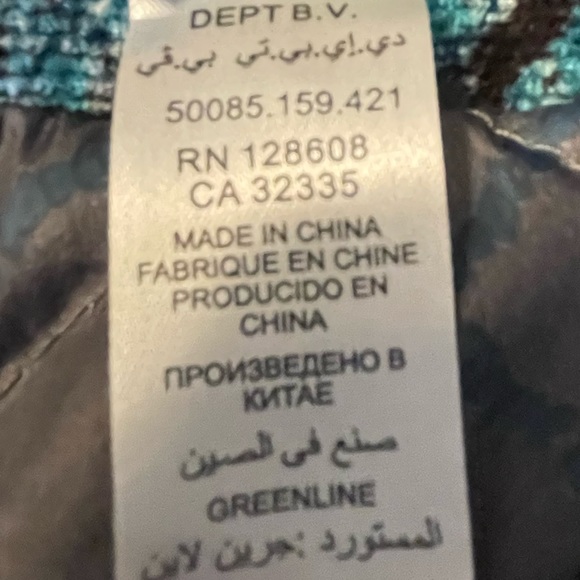 DEPT B.V.
دي.إي.بي.تي بي.في
50085.159.421
RN 128608
CA 32335
MADE IN CHINA
FABRIQUE EN CHINE
PRODUCIDO EN
CHINA
ПРОИЗВЕДЕНО В
КИТАЕ
صنع في الصين
GREENLINE
المستورد :جرين لاين